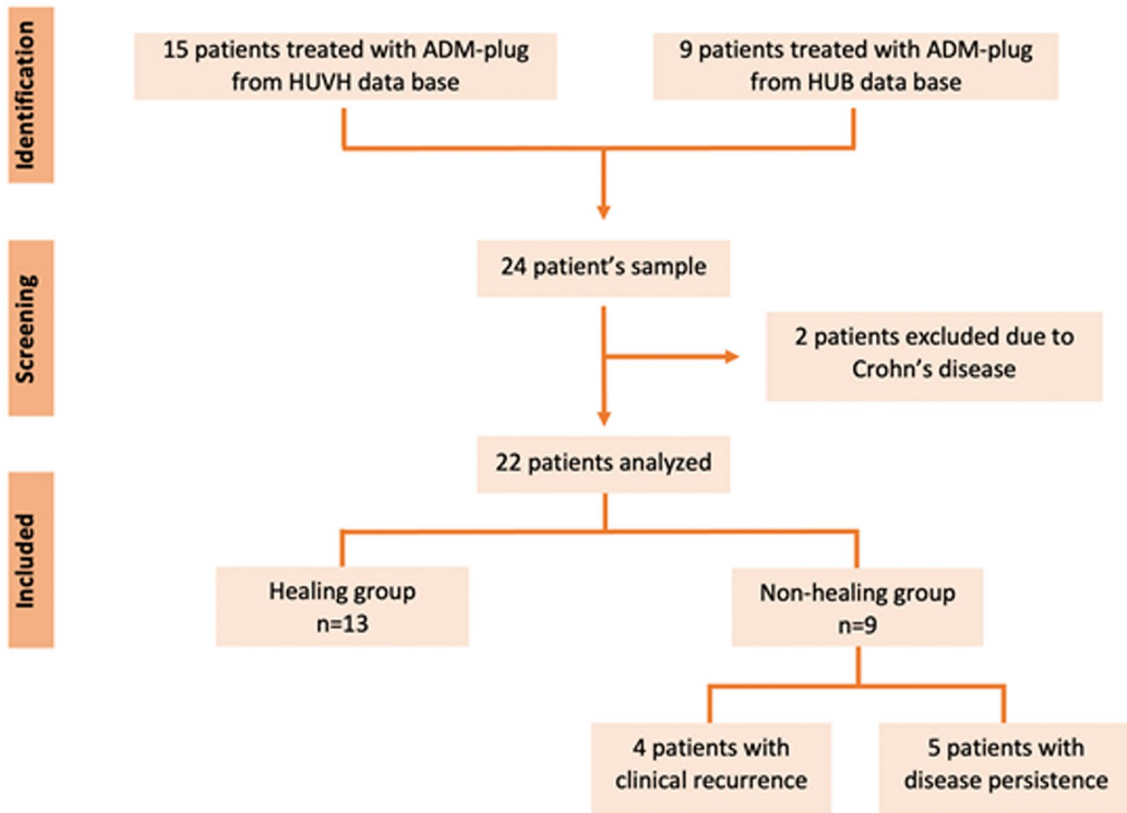 Identification
15 patients treated with ADM-plug
from HUVH data base
9 patients treated with ADM-plug
from HUB data base
Screening
24 patient’s sample
2 patients excluded due to
Crohn’s disease
22 patients analyzed
Included
Healing group
n=13
Non-healing group
n=9
4 patients with
clinical recurrence
5 patients with
disease persistence